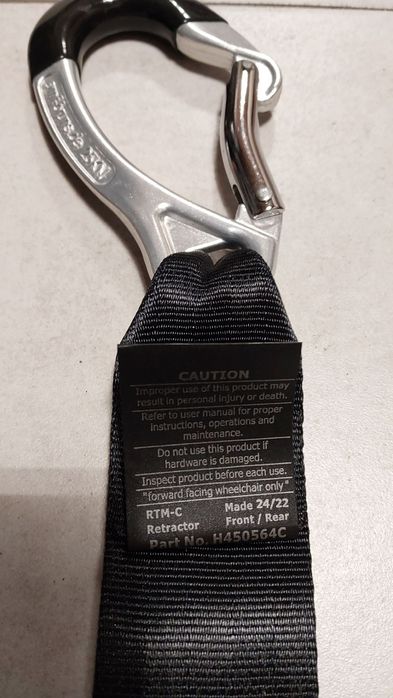 CAUTION
Improper use of this product may
result in personal injury or death.
Refer to user manual for proper
instructions, operations and
maintenance.
Do not use this product if
hardware is damaged.
Inspect product before each use.
"forward facing wheelchair only"
RTM-C Made 24/22
Retractor Front / Rear
Part No. H450564C